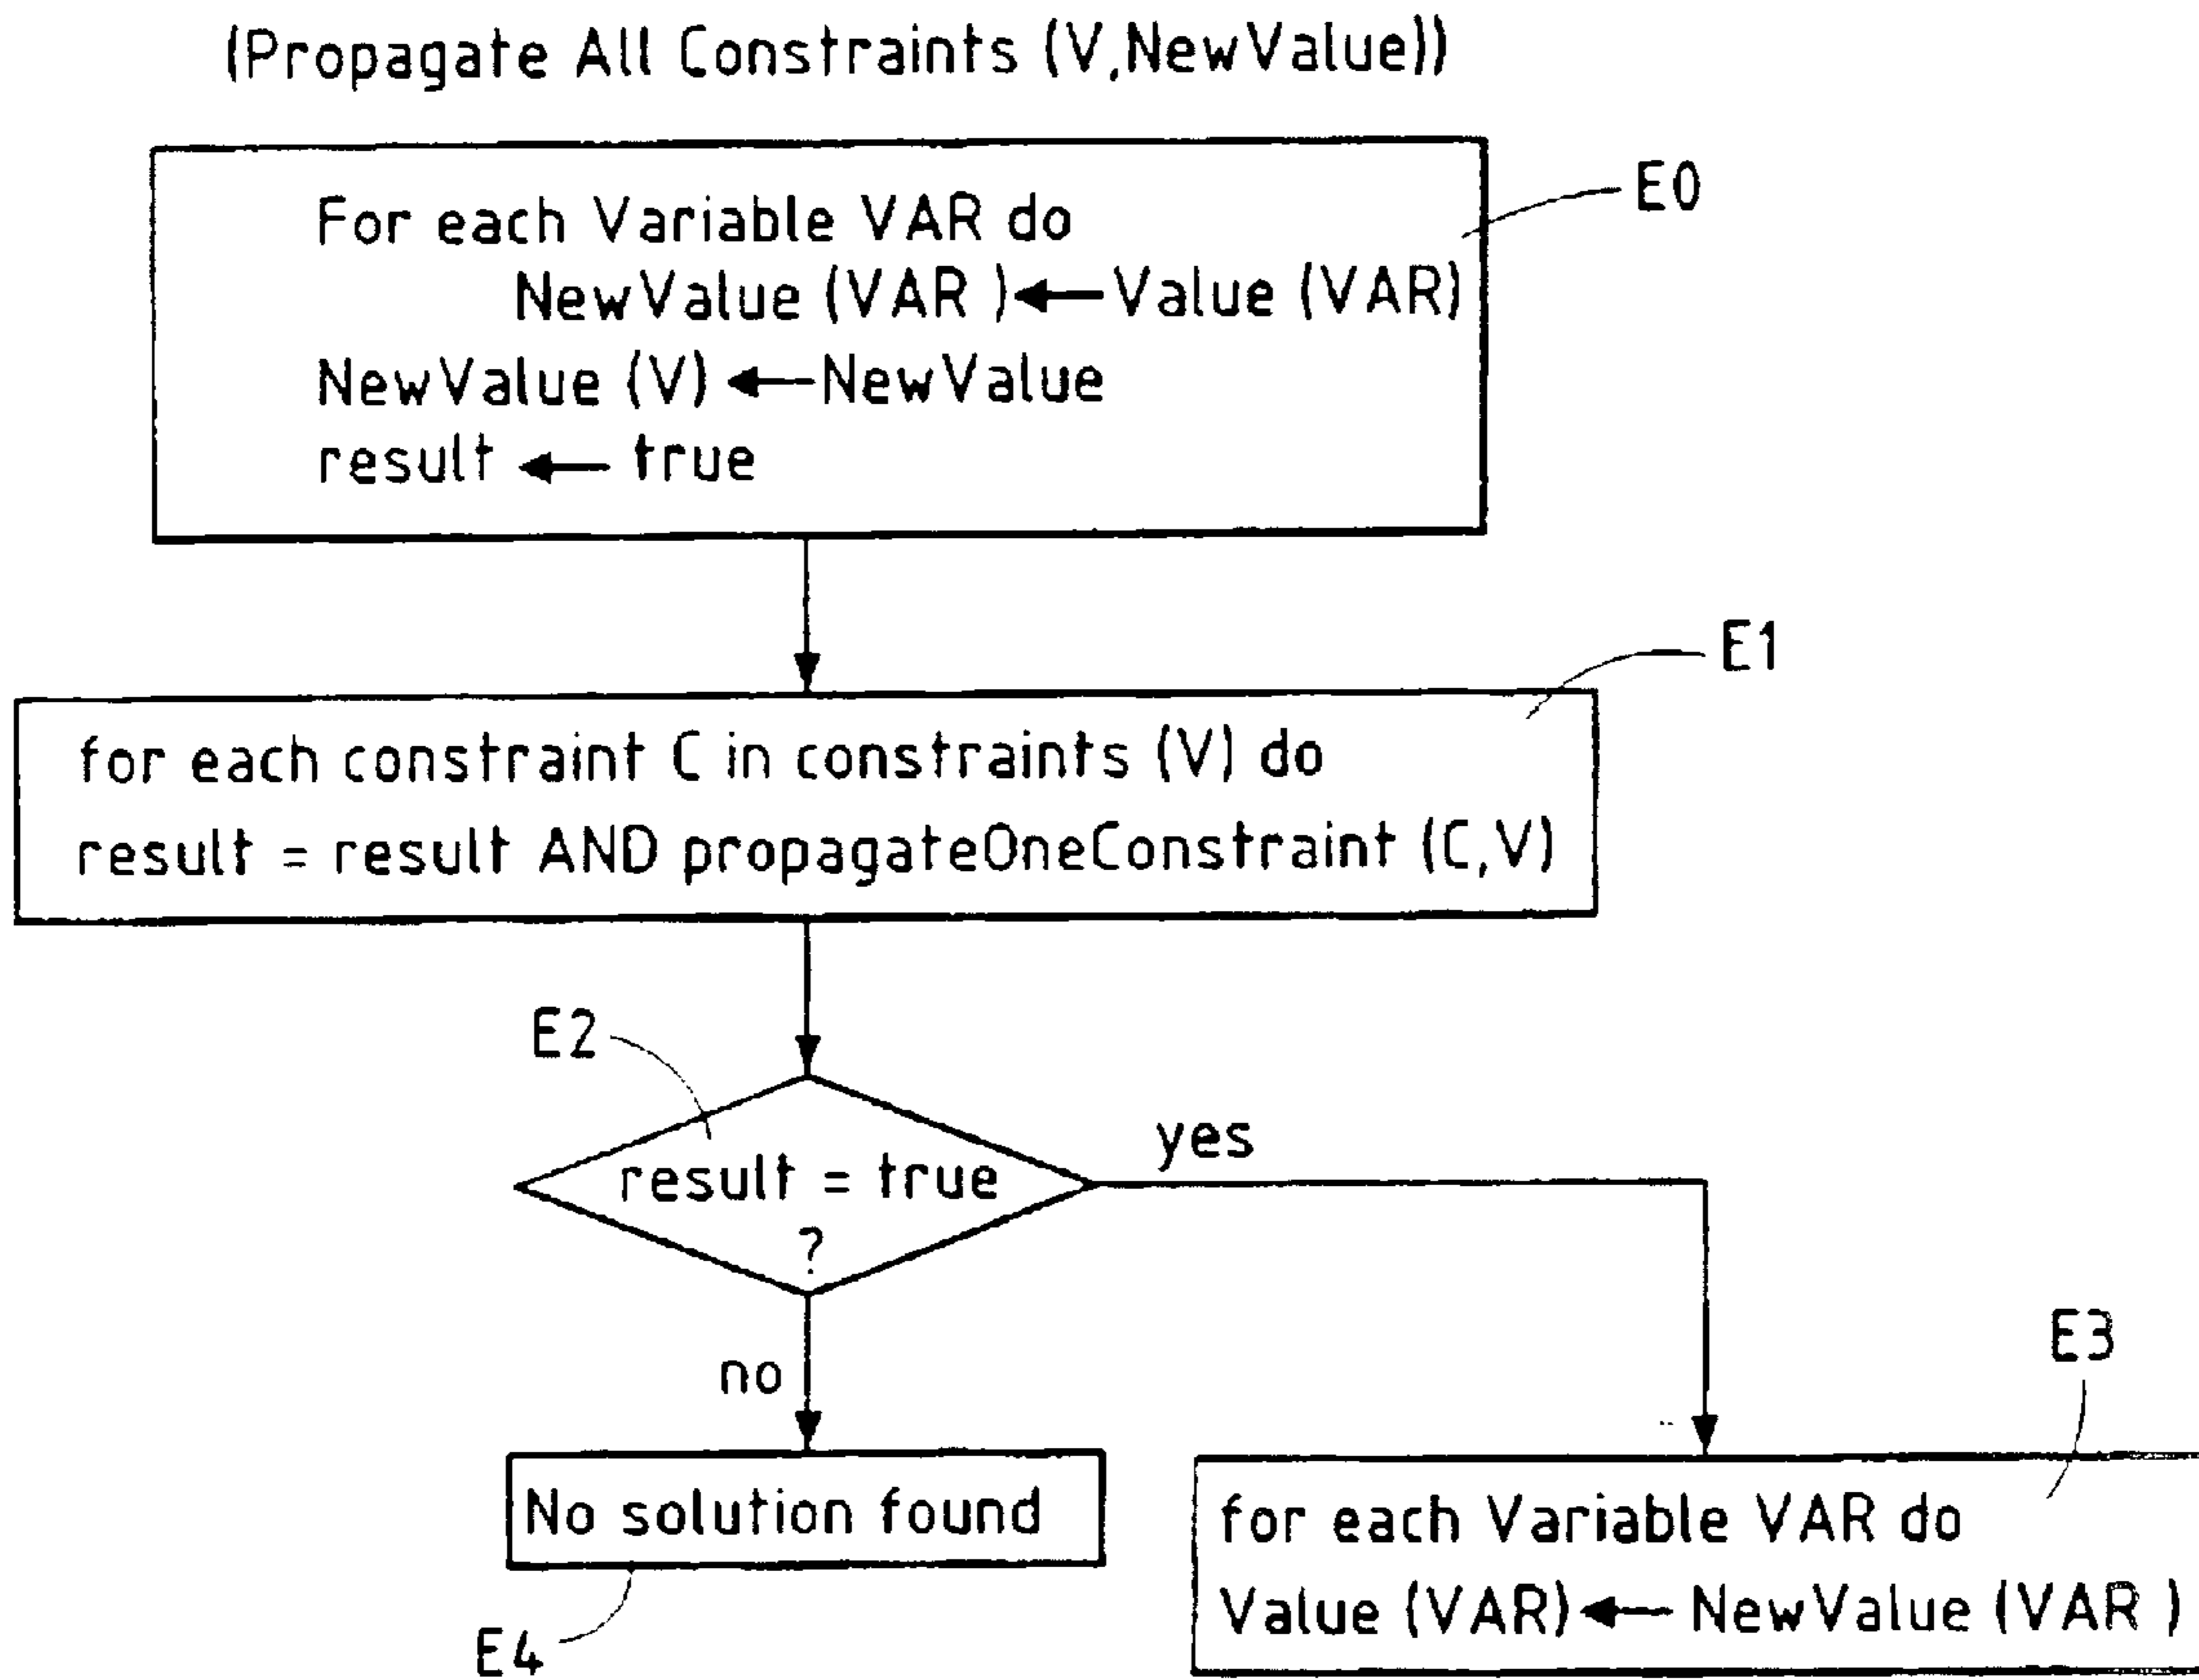 (Propagate All Constraints (V,NewValue))
E0
For each Variable VAR do
NewValue (VAR ) ← Value (VAR)
NewValue (V) ← NewValue
result ← true
E1
for each constraint C in constraints (V) do
result = result AND propagateOneConstraint (C,V)
E2
result = true
?
yes
no
E3
No solution found
for each Variable VAR do
Value (VAR) ← NewValue (VAR )
E4